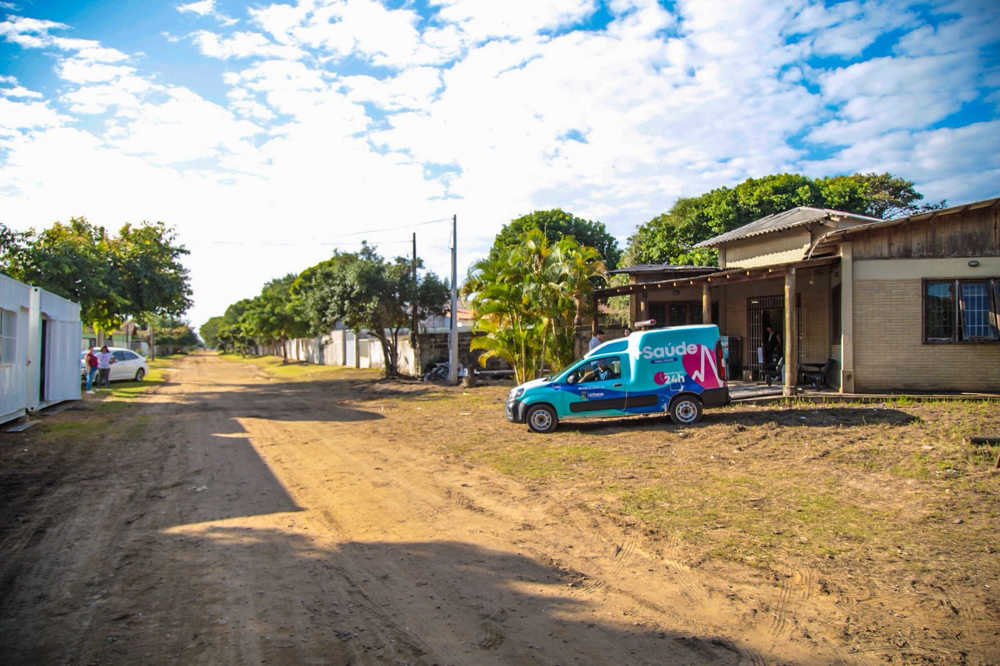 +Saúde
PARA TODOS!
24h
AMBULÂNCIA
Linhares